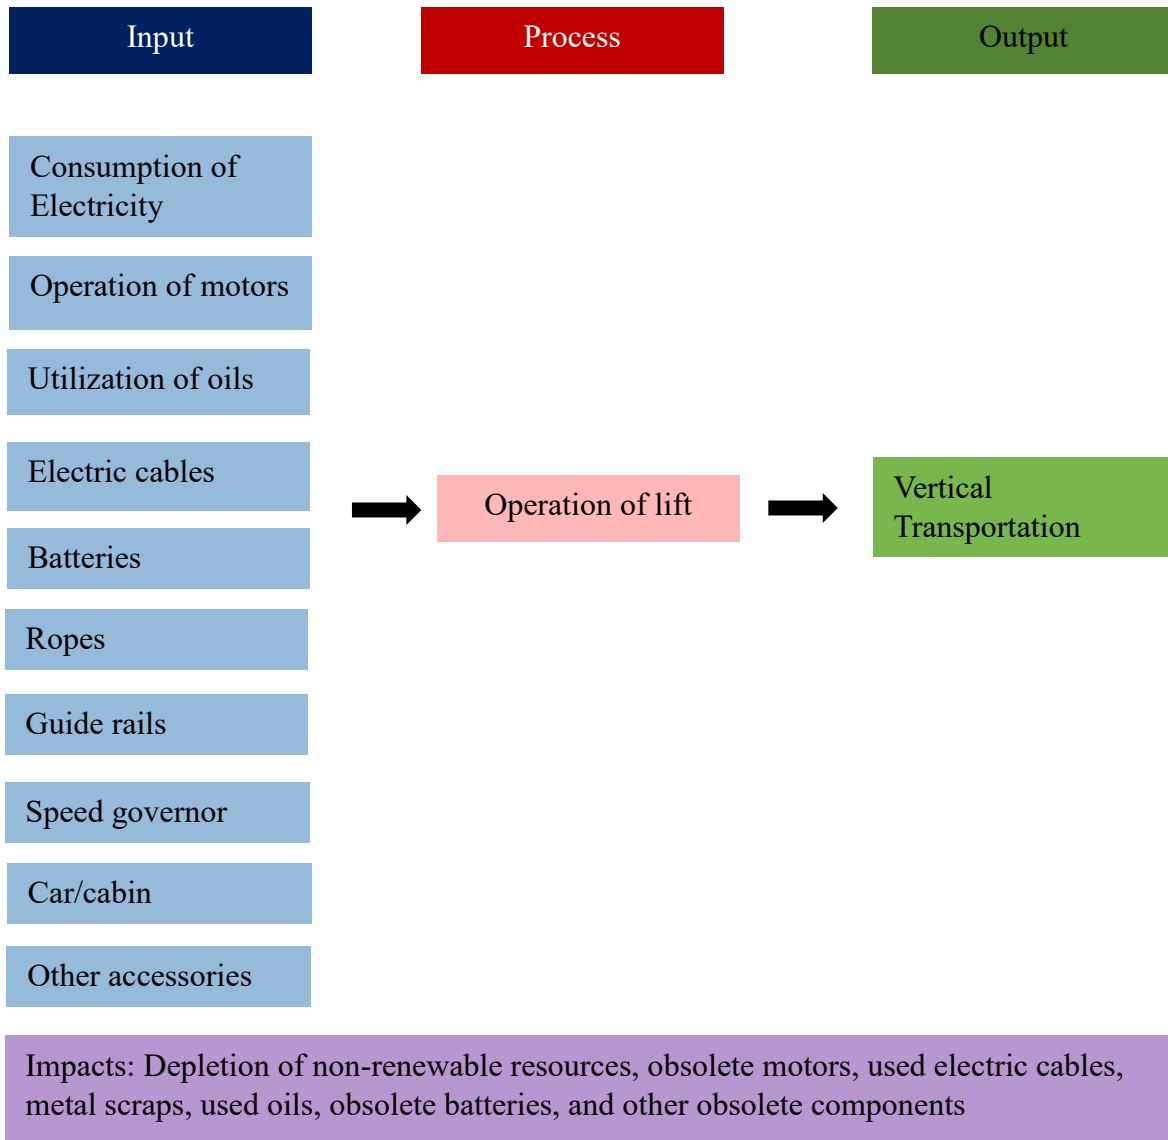 Input
Process
Output
Consumption of
Electricity
Operation of motors
Utilization of oils
Electric cables
Batteries
Ropes
Guide rails
Speed governor
Car/cabin
Other accessories
Operation of lift
Vertical
Transportation
Impacts: Depletion of non-renewable resources, obsolete motors, used electric cables,
metal scraps, used oils, obsolete batteries, and other obsolete components